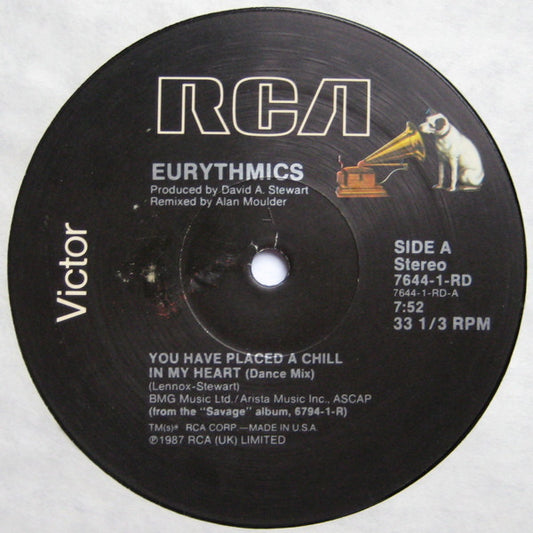 RCA
EURYTHMICS
Produced by David A. Stewart
Remixed by Alan Moulder
Victor
SIDE A
Stereo
7644-1-RD
7644-1-RD-A
7:52
33 1/3 RPM
YOU HAVE PLACED A CHILL
IN MY HEART (Dance Mix)
(Lennox-Stewart)
BMG Music Ltd./Arista Music Inc., ASCAP
(from the "Savage" album, 6794-1-R)
TM(s)® RCA CORP.—MADE IN U.S.A.
℗1987 RCA (UK) LIMITED